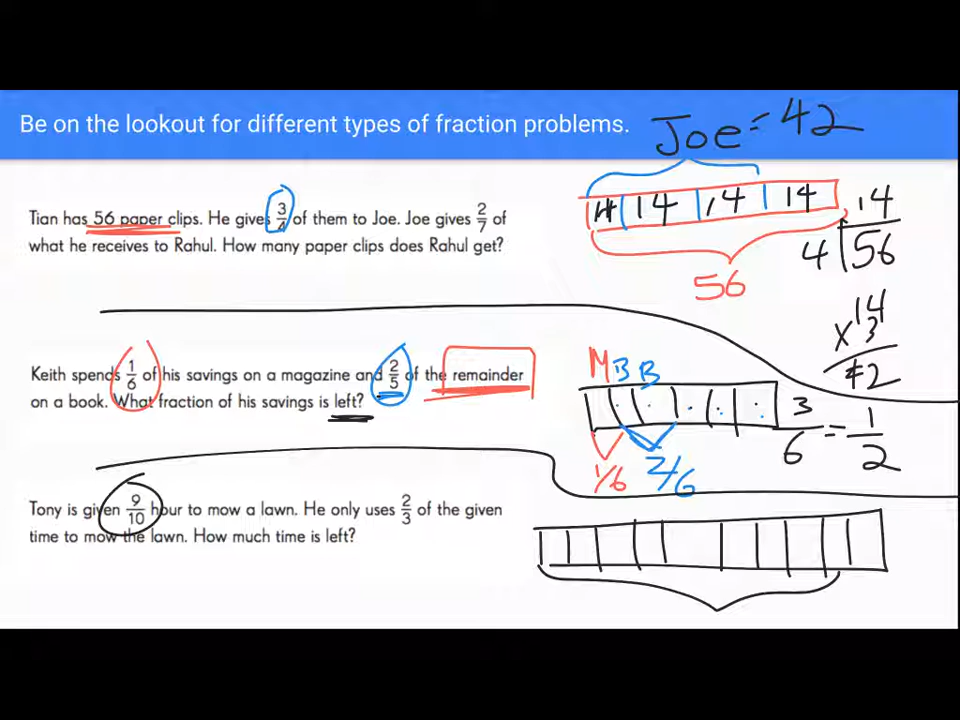 Be on the lookout for different types of fraction problems.
Joe = 42
Tian has 56 paper clips. He gives 3/4 of them to Joe. Joe gives 2/7 of
what he receives to Rahul. How many paper clips does Rahul get?
14 14 14 14
56
14
4 56
14
x 3
42
Keith spends 1/6 of his savings on a magazine and 2/5 of the remainder
on a book. What fraction of his savings is left?
M B B
3/6 = 1/2
1/6 2/6
Tony is given 9/10 hour to mow a lawn. He only uses 2/3 of the given
time to mow the lawn. How much time is left?